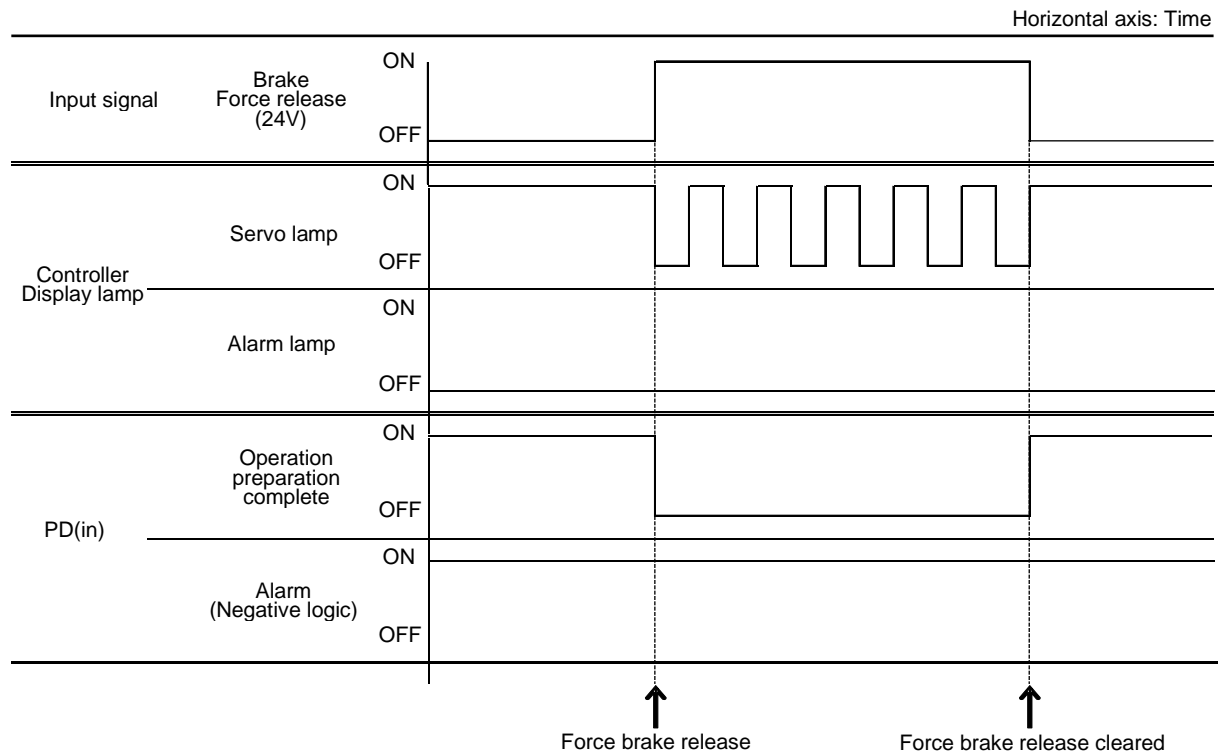 Horizontal axis: Time
Input signal
Brake
Force release
(24V)
ON
OFF
Controller
Display lamp
Servo lamp
ON
OFF
Alarm lamp
ON
OFF
PD(in)
Operation
preparation
complete
ON
OFF
Alarm
(Negative logic)
ON
OFF
Force brake release
Force brake release cleared